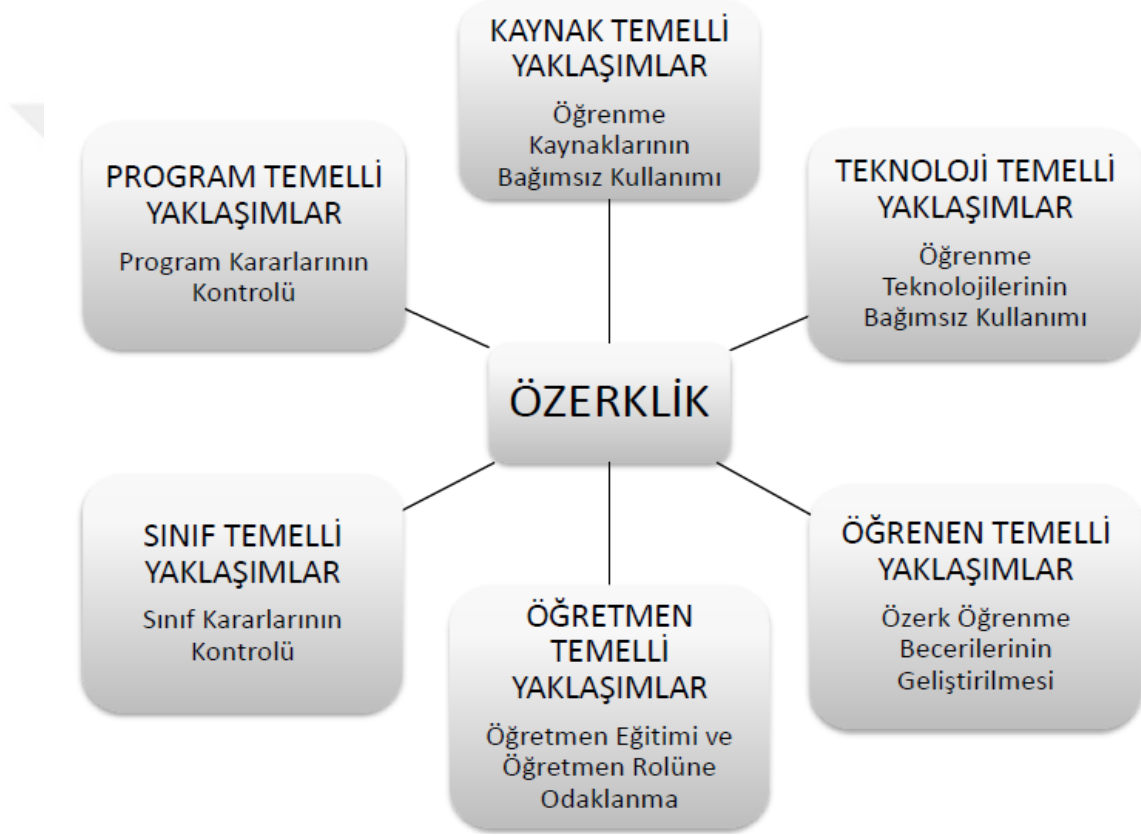 KAYNAK TEMELLİ
YAKLAŞIMLAR
Öğrenme
Kaynaklarının
Bağımsız Kullanımı
PROGRAM TEMELLİ
YAKLAŞIMLAR
Program Kararlarının
Kontrolü
TEKNOLOJİ TEMELLİ
YAKLAŞIMLAR
Öğrenme
Teknolojilerinin
Bağımsız Kullanımı
ÖZERKLİK
SINIF TEMELLİ
YAKLAŞIMLAR
Sınıf Kararlarının
Kontrolü
ÖĞRETMEN
TEMELLİ
YAKLAŞIMLAR
Öğretmen Eğitimi ve
Öğretmen Rolüne
Odaklanma
ÖĞRENEN TEMELLİ
YAKLAŞIMLAR
Özerk Öğrenme
Becerilerinin
Geliştirilmesi